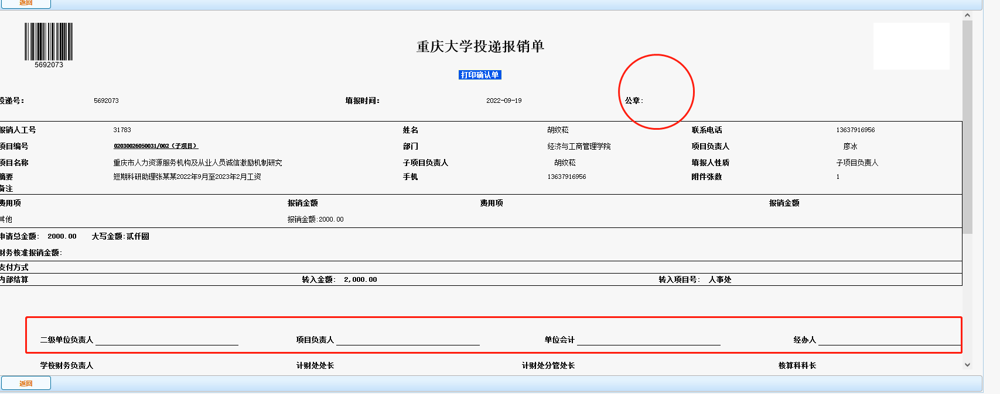 返回
5692073
重庆大学投递报销单
打印确认单
投递号: 5692073 填报时间: 2022-09-19 公章:
报销人工号 31783 姓名 胡纹菘 联系电话 13637916956
项目编号 02030026050031/002 (子项目) 部门 经济与工商管理学院 项目负责人 廖冰
项目名称 重庆市人力资源服务机构及从业人员诚信激励机制研究 子项目负责人 胡纹菘 填报人性质 子项目负责人
摘要 短期科研助理张某某2022年9月至2023年2月工资 手机 13637916956 附件张数 1
备注
费用项 报销金额 费用项 报销金额
其他 报销金额:2000.00
申请总金额: 2000.00 大写金额:贰仟圆
财务核准报销金额:
支付方式
内部结算 转入金额: 2,000.00 转入项目号: 人事处
二级单位负责人 项目负责人 单位会计 经办人
学校财务负责人 计财处处长 计财处分管处长 核算科科长
返回